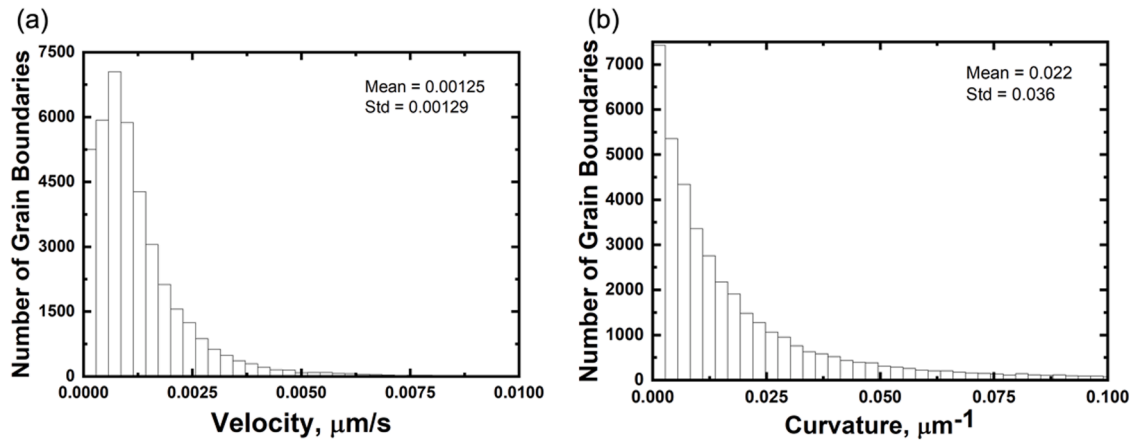 (a)
Number of Grain Boundaries
7500
6000
4500
3000
1500
0
Mean = 0.00125
Std = 0.00129
0.0000
0.0025
0.0050
0.0075
0.0100
Velocity, μm/s
(b)
Number of Grain Boundaries
7000
6000
5000
4000
3000
2000
1000
0
Mean = 0.022
Std = 0.036
0.000
0.025
0.050
0.075
0.100
Curvature, μm-1